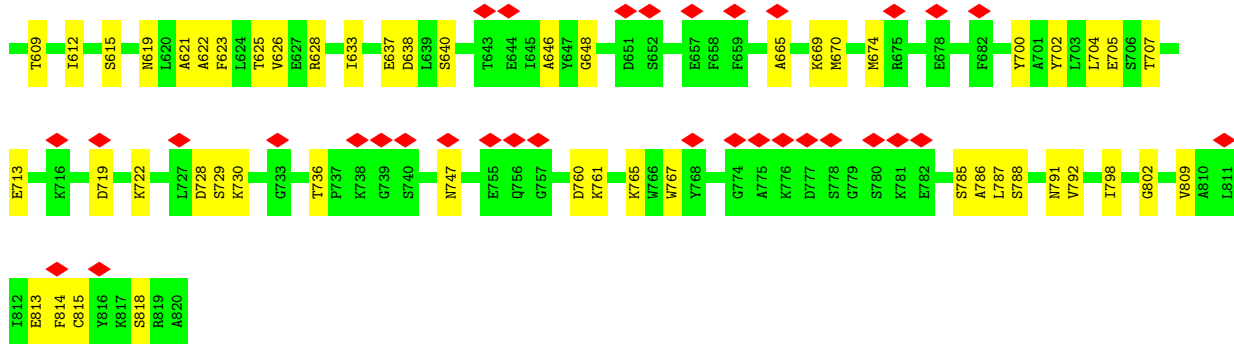 T609 I612 S615 N619 L620 A621 A622 F623 L624 T625 V626 E627 R628 I633 E637 D638 L639 S640 T643 E644 I645 A646 Y647 G648 D651 S652 E657 F658 F659 A665 K669 M670 M674 R675 E678 F682 Y700 A701 Y702 L703 L704 E705 S706 T707
E713 K716 D719 K722 L727 D728 S729 K730 G733 T736 P737 K738 G739 S740 N747 E755 Q756 G757 D760 K761 K765 W766 W767 Y768 G774 A775 K776 D777 S778 G779 S780 K781 E782 S785 A786 L787 S788 N791 V792 I798 G802 V809 A810 L811
I812 E813 F814 C815 Y816 K817 S818 R819 A820